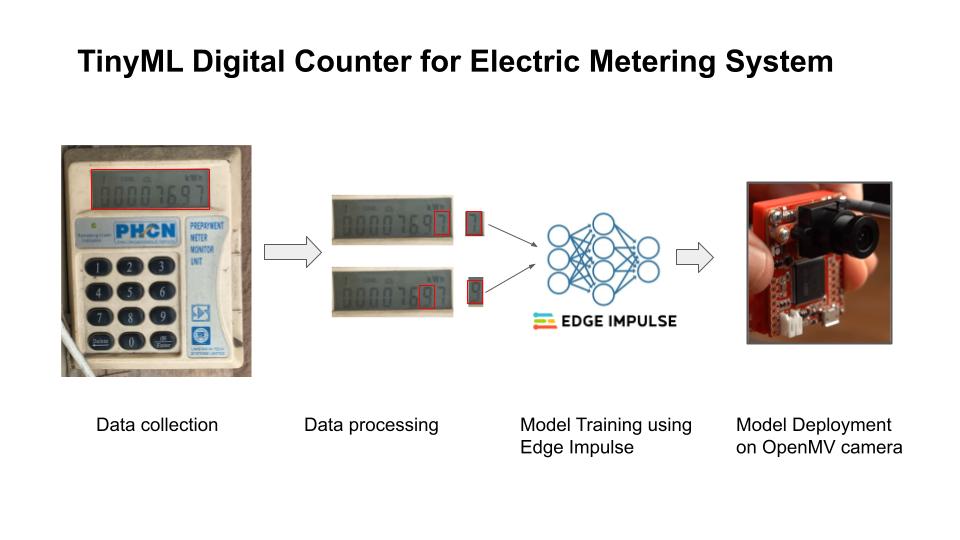 TinyML Digital Counter for Electric Metering System
kWh
00007697
PHCN
PREPAYMENT
METER
MONITOR
UNIT
1 2 3
4 5 6
7 8 9
Delete 0 Enter
kWh
00007697
7
kWh
00007697
9
EDGE IMPULSE
Data collection
Data processing
Model Training using
Edge Impulse
Model Deployment
on OpenMV camera